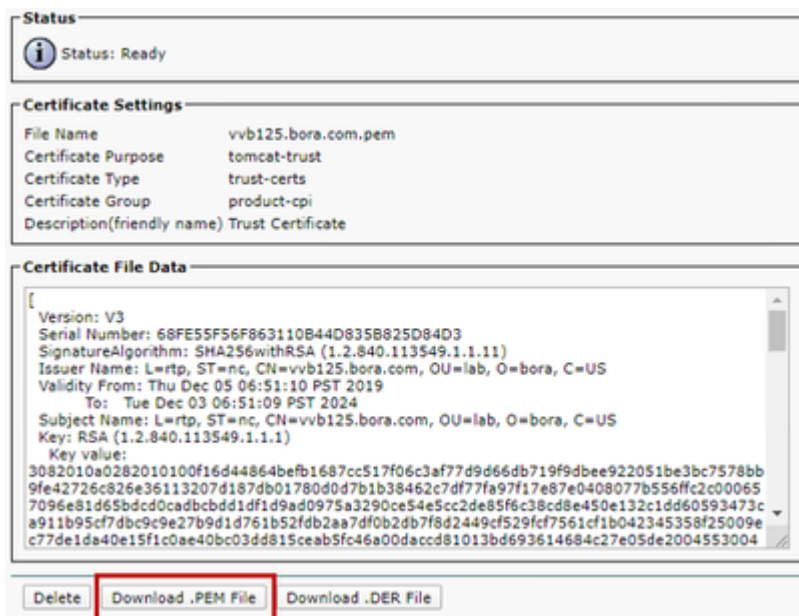 Status
Status: Ready
Certificate Settings
File Name vvb125.bora.com.pem
Certificate Purpose tomcat-trust
Certificate Type trust-certs
Certificate Group product-cpi
Description(friendly name) Trust Certificate
Certificate File Data
[
Version: V3
Serial Number: 68FE55F56F863110B44D835B825D84D3
SignatureAlgorithm: SHA256withRSA (1.2.840.113549.1.1.11)
Issuer Name: L=rtp, ST=nc, CN=vvb125.bora.com, OU=lab, O=bora, C=US
Validity From: Thu Dec 05 06:51:10 PST 2019
To: Tue Dec 03 06:51:09 PST 2024
Subject Name: L=rtp, ST=nc, CN=vvb125.bora.com, OU=lab, O=bora, C=US
Key: RSA (1.2.840.113549.1.1.1)
Key value:
3082010a0282010100f16d44864befb1687cc517f06c3af77d9d66db719f9dbee922051be3bc7578bb
9fe42726c826e36113207d187db01780d0d7b1b38462c7df77fa97f17e87e0408077b556ffc2c00065
7096e81d65bdcd0cadbcbdd1df1d9ad0975a3290ce54e5cc2de85f6c38cd8e450e132c1dd60593473c
a911b95cf7dbc9c9e27b9d1d761b52fdb2aa7df0b2db7f8d2449cf529fcf7561cf1b042345358f25009e
c77de1da40e15f1c0ae40bc03dd815ceab5fc46a00daccd81013bd693614684c27e05de2004553004
Delete Download .PEM File Download .DER File